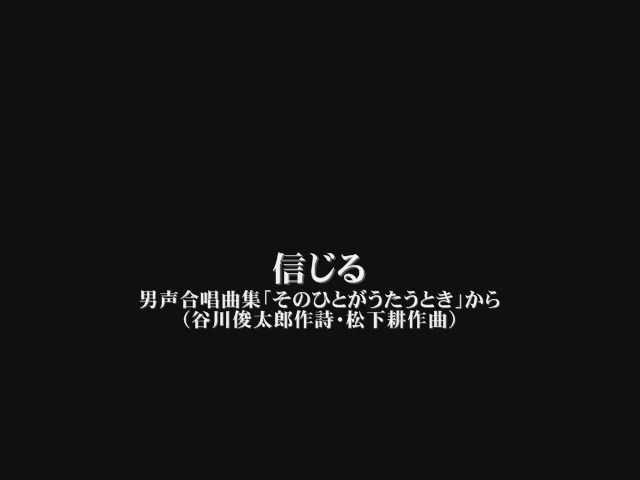 信じる
男声合唱曲集「そのひとがうたうとき」から
（谷川俊太郎作詩・松下耕作曲）